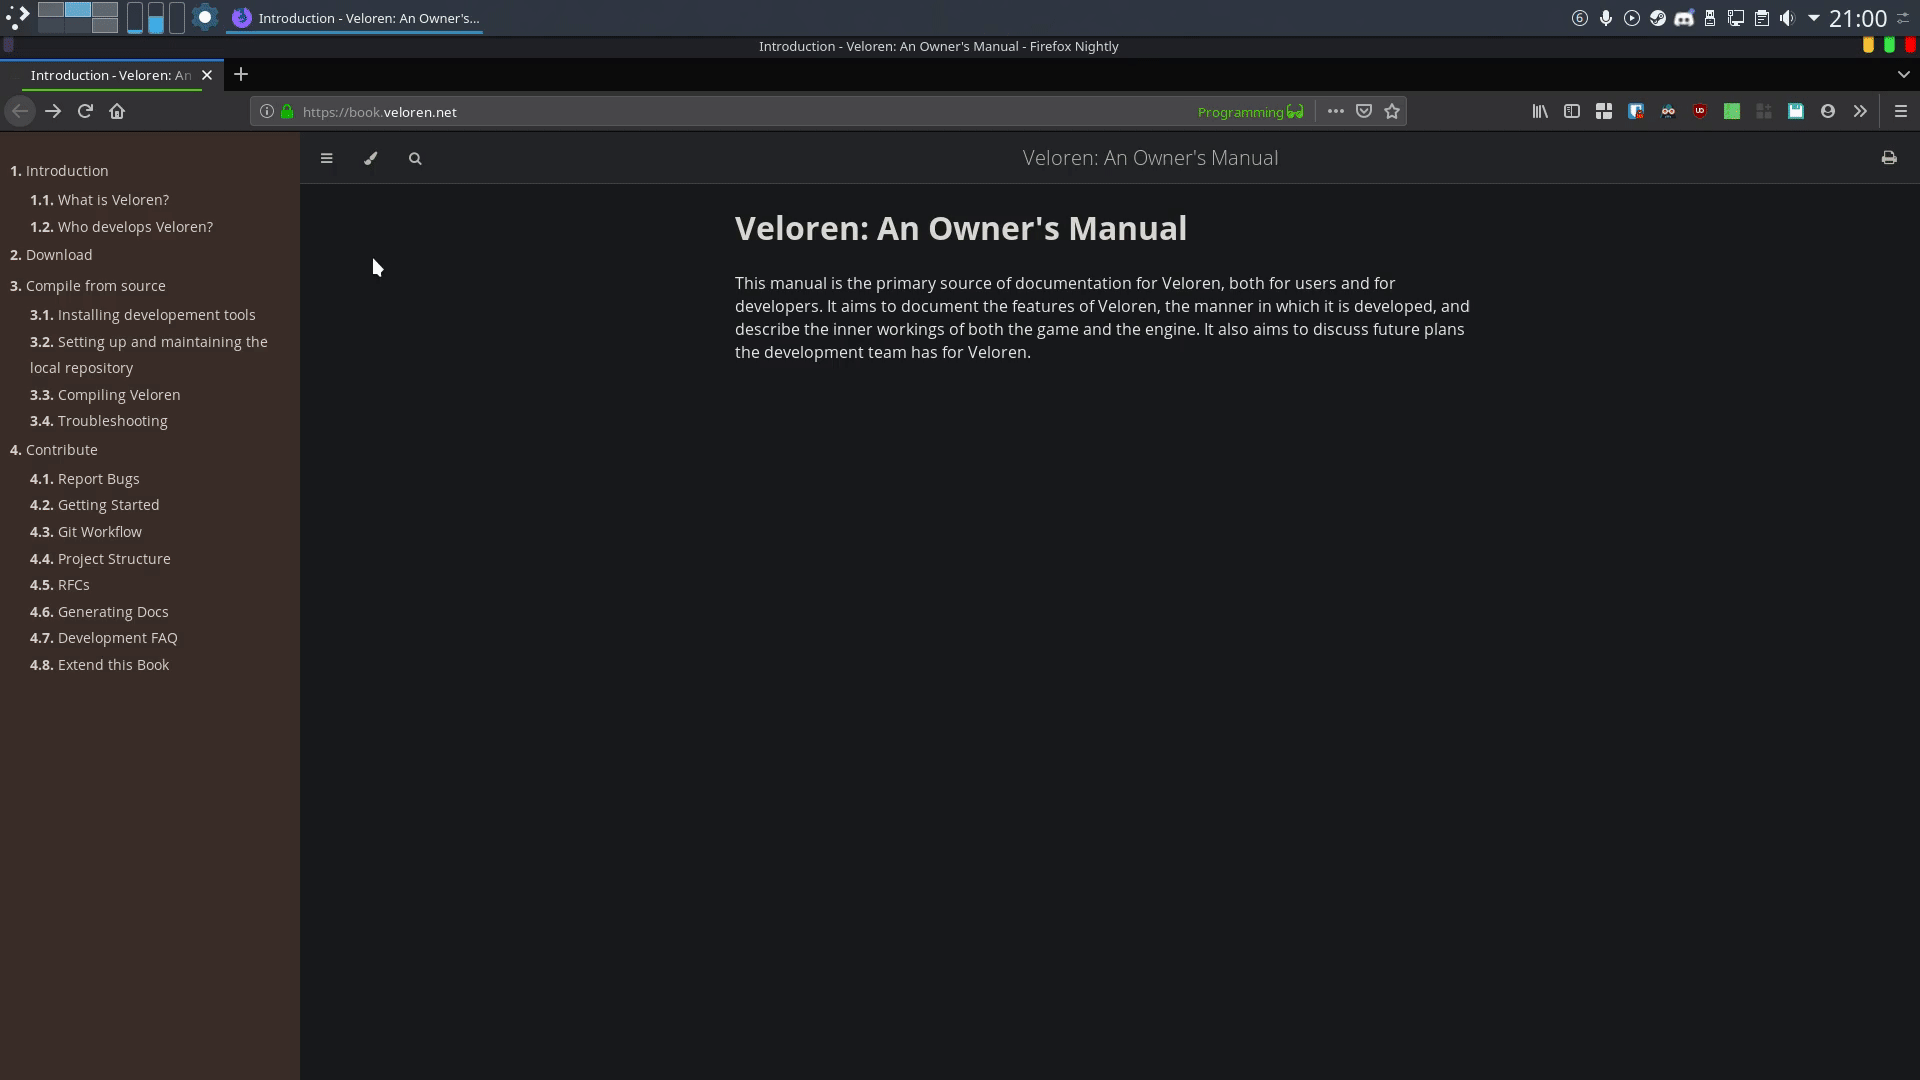 Introduction - Veloren: An Owner's...
6
21:00
Introduction - Veloren: An Owner's Manual - Firefox Nightly
Introduction - Veloren: An
https://book.veloren.net
Programming
Veloren: An Owner's Manual
1. Introduction
1.1. What is Veloren?
1.2. Who develops Veloren?
2. Download
3. Compile from source
3.1. Installing developement tools
3.2. Setting up and maintaining the
local repository
3.3. Compiling Veloren
3.4. Troubleshooting
4. Contribute
4.1. Report Bugs
4.2. Getting Started
4.3. Git Workflow
4.4. Project Structure
4.5. RFCs
4.6. Generating Docs
4.7. Development FAQ
4.8. Extend this Book
Veloren: An Owner's Manual
This manual is the primary source of documentation for Veloren, both for users and for
developers. It aims to document the features of Veloren, the manner in which it is developed, and
describe the inner workings of both the game and the engine. It also aims to discuss future plans
the development team has for Veloren.